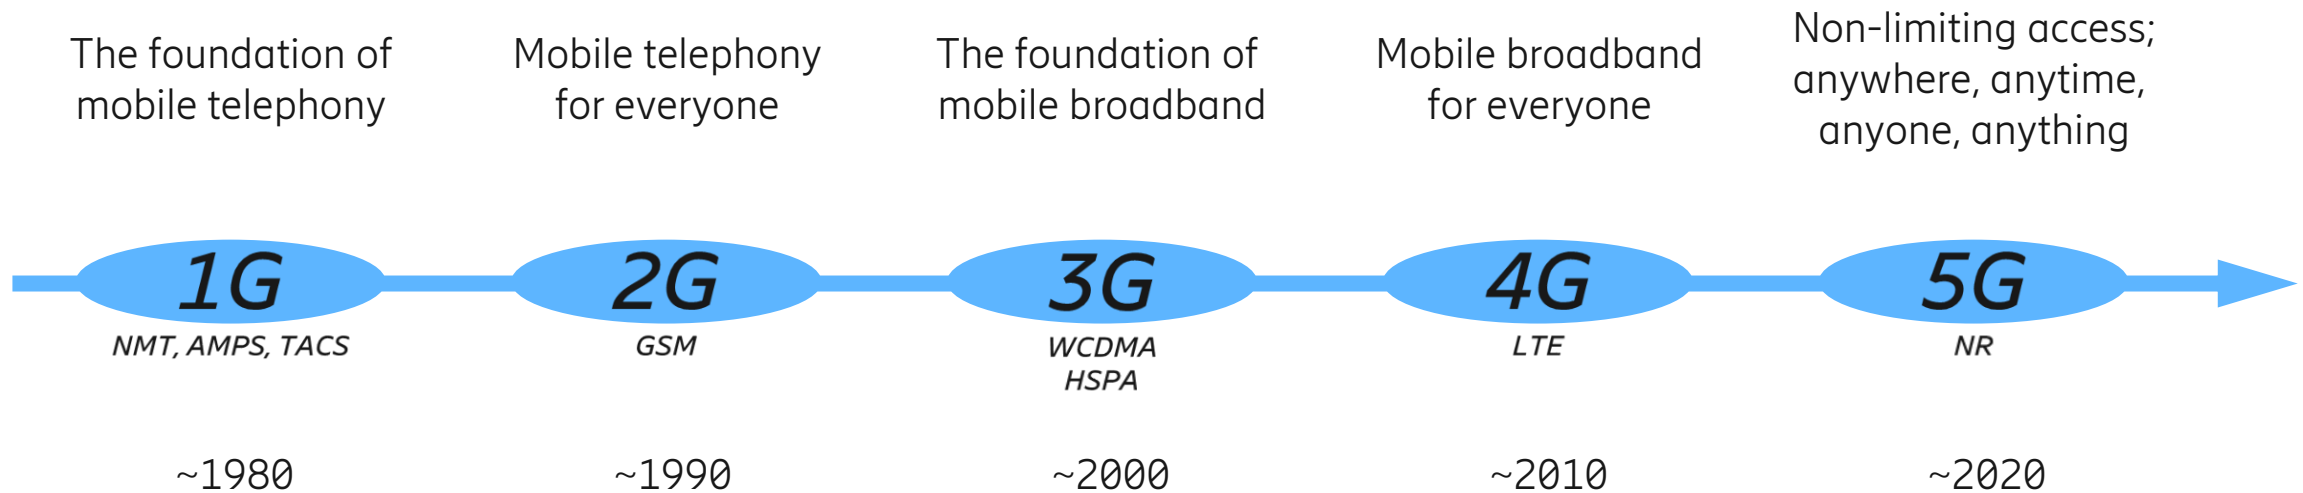 The foundation of
mobile telephony
Mobile telephony
for everyone
The foundation of
mobile broadband
Mobile broadband
for everyone
Non-limiting access;
anywhere, anytime,
anyone, anything
1G
2G
3G
4G
5G
NMT, AMPS, TACS
GSM
WCDMA
HSPA
LTE
NR
~1980
~1990
~2000
~2010
~2020